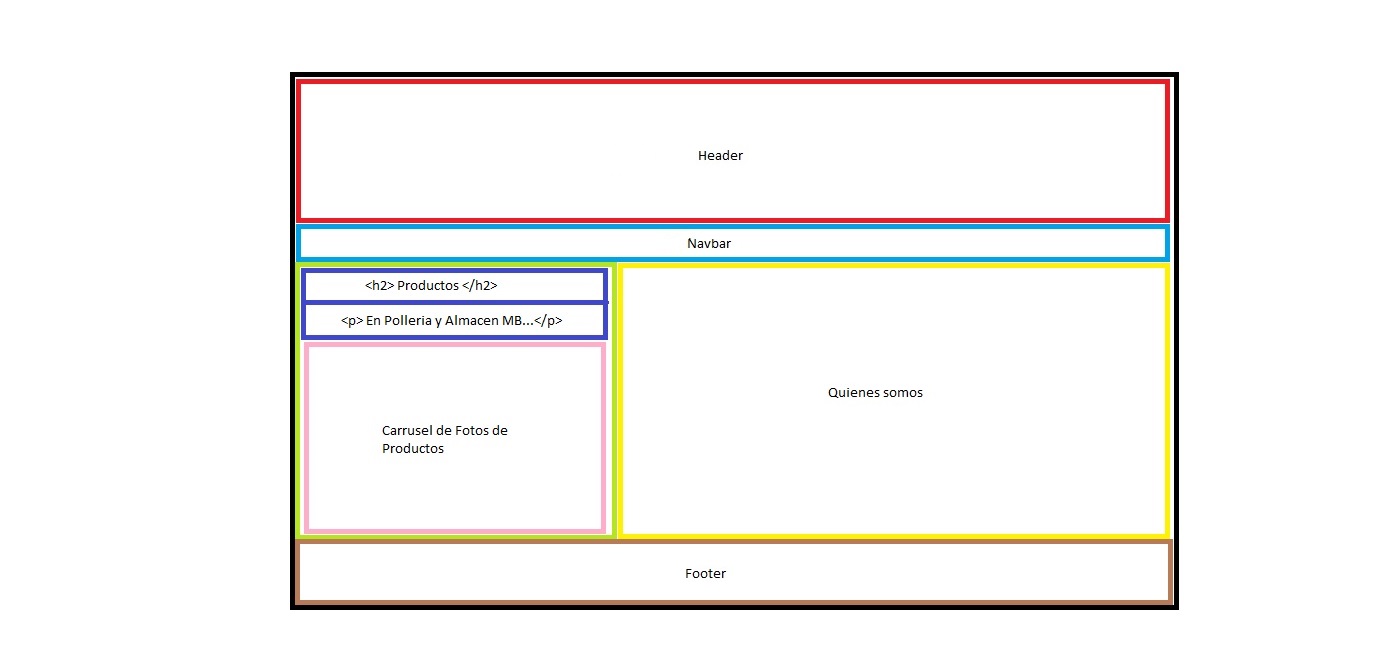 Header
Navbar
<h2> Productos </h2>
<p> En Polleria y Almacen MB...</p>
Carrusel de Fotos de
Productos
Quienes somos
Footer